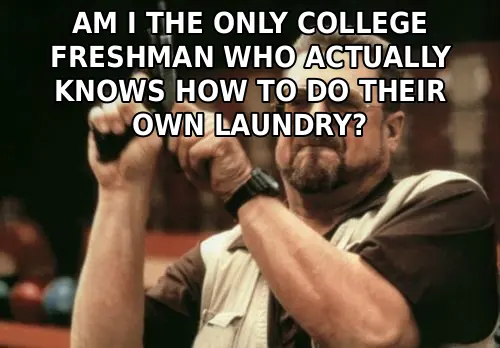 AM I THE ONLY COLLEGE
FRESHMAN WHO ACTUALLY
KNOWS HOW TO DO THEIR
OWN LAUNDRY?